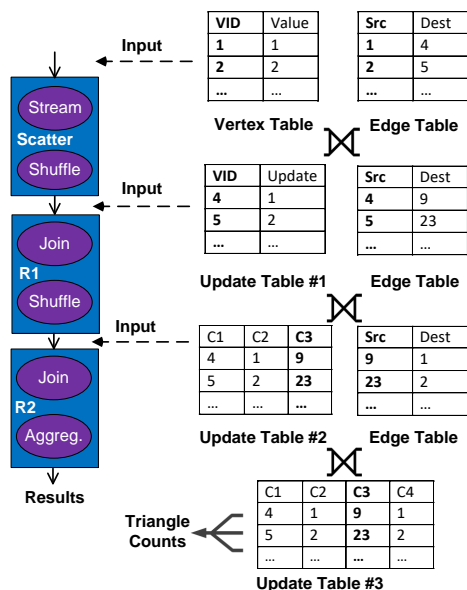 Input
VID Value Src Dest
1 1 1 4
2 2 2 5
... ... ... ...
Vertex Table Edge Table
Stream
Scatter
Shuffle
Input
VID Update Src Dest
4 1 4 9
5 2 5 23
... ... ... ...
Update Table #1 Edge Table
Join
R1
Shuffle
Input
C1 C2 C3 Src Dest
4 1 9 9 1
5 2 23 23 2
... ... ... ... ...
Update Table #2 Edge Table
Join
R2
Aggreg.
Results
Triangle
Counts
C1 C2 C3 C4
4 1 9 1
5 2 23 2
... ... ... ...
Update Table #3